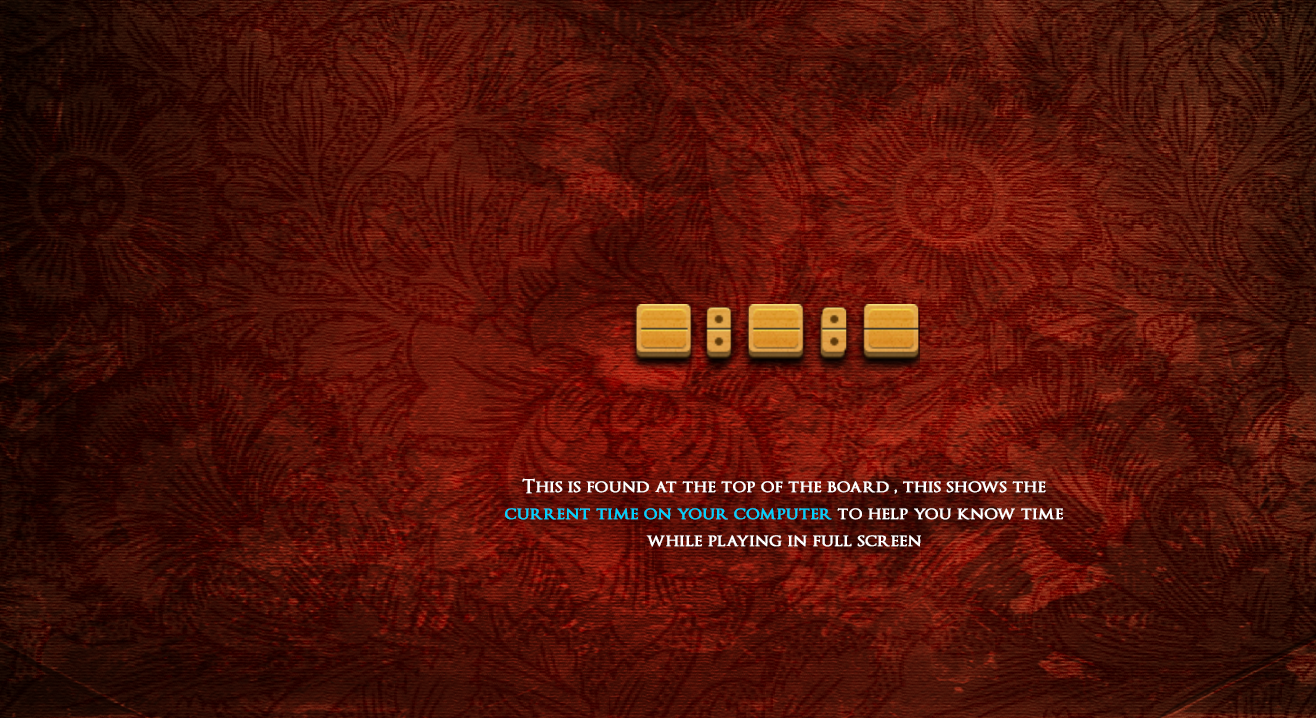 This is found at the top of the board , this shows the
current time on your computer to help you know time
while playing in full screen